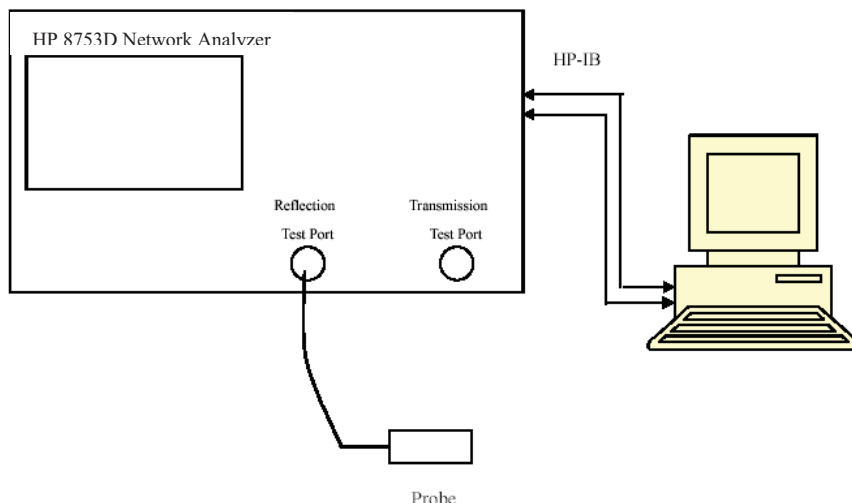 HP 8753D Network Analyzer
HP-IB
Reflection
Test Port
Transmission
Test Port
Probe